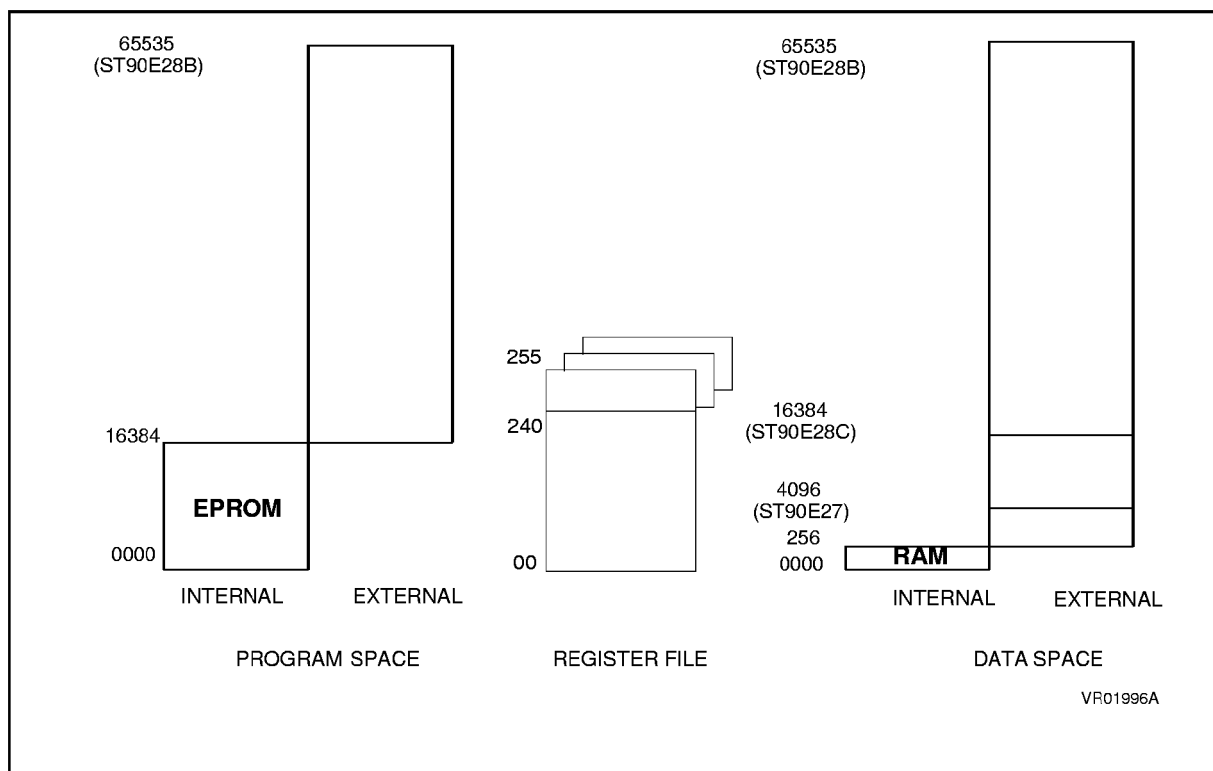 65535
(ST90E28B)
16384
EPROM
0000
INTERNAL EXTERNAL
PROGRAM SPACE
255
240
00
REGISTER FILE
65535
(ST90E28B)
16384
(ST90E28C)
4096
(ST90E27)
256
0000
RAM
INTERNAL EXTERNAL
DATA SPACE
VR01996A